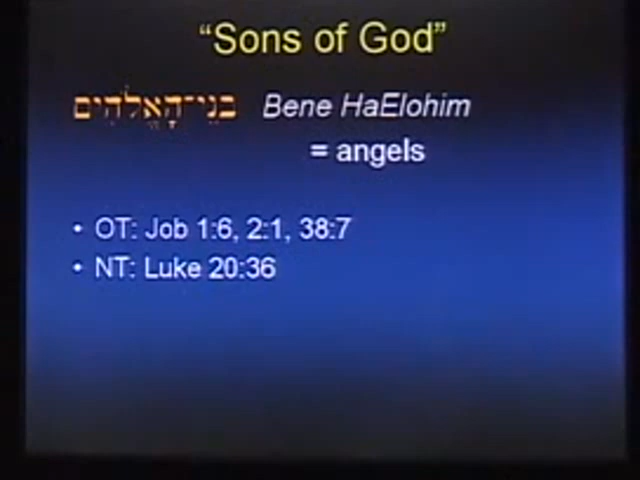 “Sons of God”
בְּנֵי־הָאֱלֹהִים Bene HaElohim
= angels
• OT: Job 1:6, 2:1, 38:7
• NT: Luke 20:36